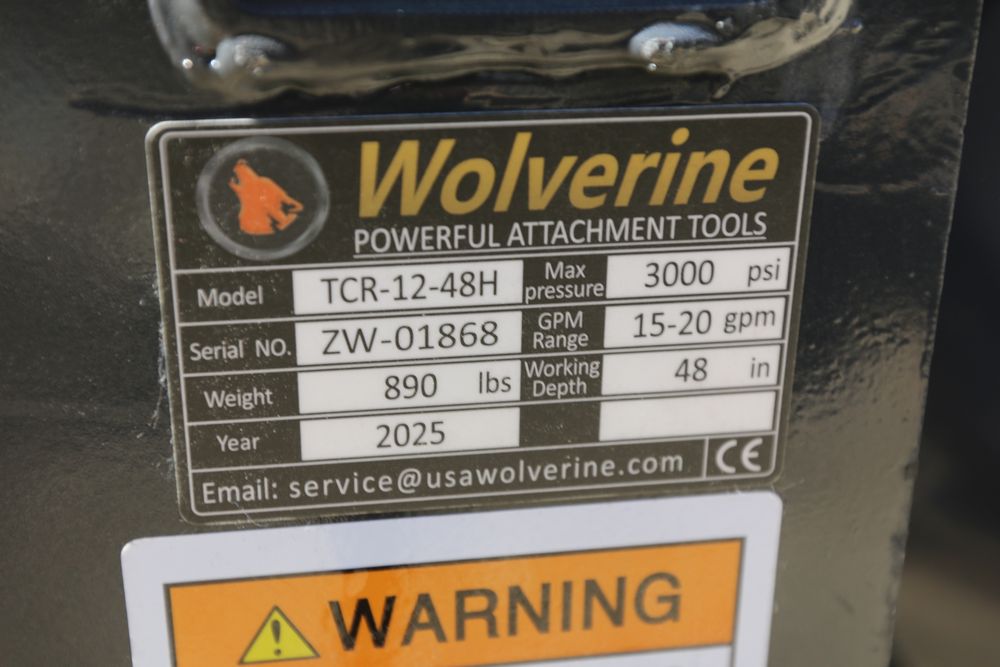 Wolverine
POWERFUL ATTACHMENT TOOLS
Model TCR-12-48H Max pressure 3000 psi
Serial NO. ZW-01868 GPM Range 15-20 gpm
Weight 890 lbs Working Depth 48 in
Year 2025
Email: service@usawolverine.com CE
WARNING